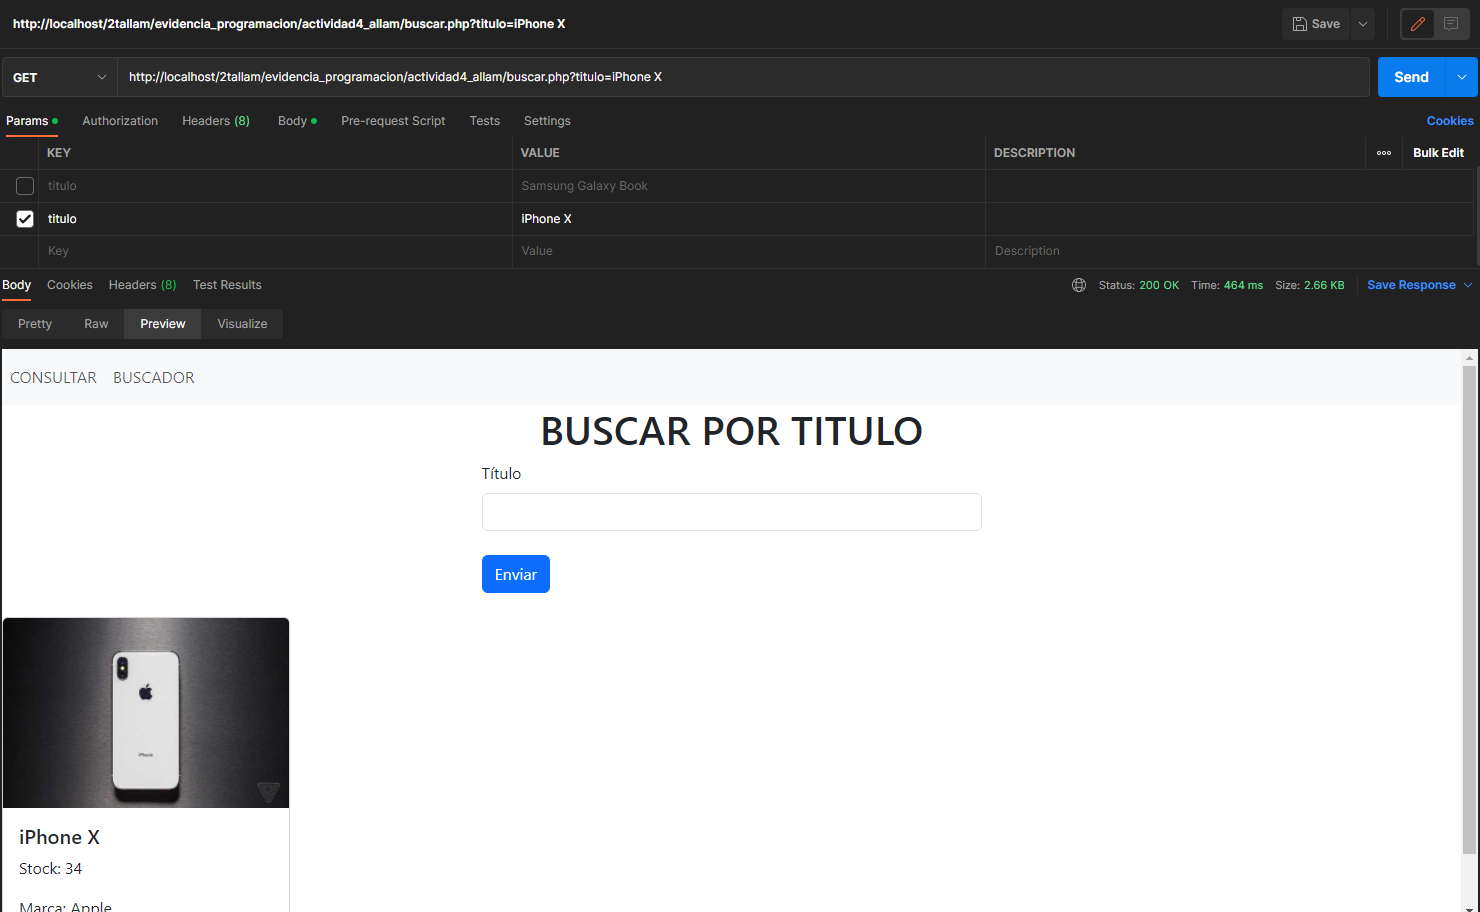 http://localhost/2tallam/evidencia_programacion/actividad4_allam/buscar.php?titulo=iPhone X
Save
GET
http://localhost/2tallam/evidencia_programacion/actividad4_allam/buscar.php?titulo=iPhone X
Send
Params Authorization Headers (8) Body Pre-request Script Tests Settings Cookies
KEY VALUE DESCRIPTION ooo Bulk Edit
titulo Samsung Galaxy Book
titulo iPhone X
Key Value Description
Body Cookies Headers (8) Test Results Status: 200 OK Time: 464 ms Size: 2.66 KB Save Response
Pretty Raw Preview Visualize
CONSULTAR BUSCADOR
BUSCAR POR TITULO
Título
Enviar
iPhone
iPhone X
Stock: 34
Marca: Apple